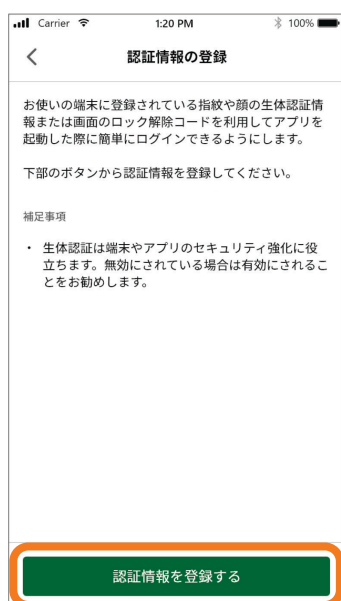 Carrier 1:20 PM 100%
認証情報の登録
お使いの端末に登録されている指紋や顔の生体認証情
報または画面のロック解除コードを利用してアプリを
起動した際に簡単にログインできるようにします。
下部のボタンから認証情報を登録してください。
補足事項
・ 生体認証は端末やアプリのセキュリティ強化に役
立ちます。無効にされている場合は有効にされるこ
とをお勧めします。
認証情報を登録する